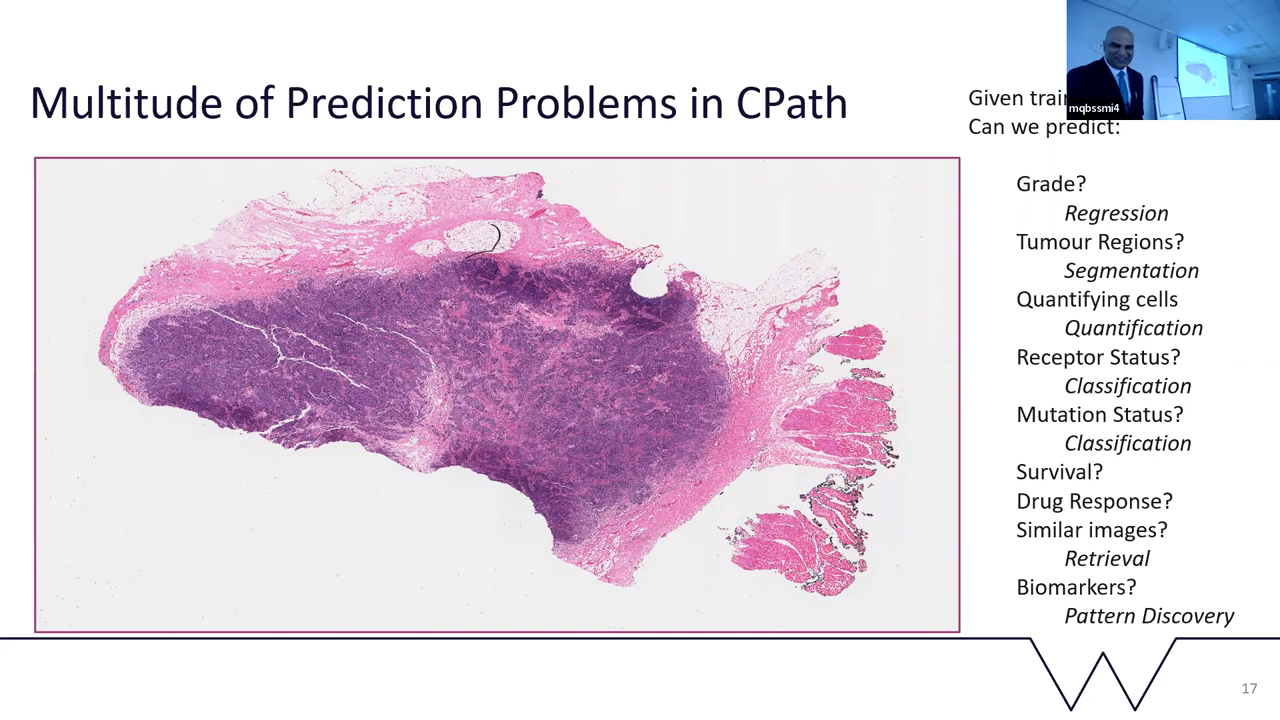 Multitude of Prediction Problems in CPath
Given
Can we predict:
Grade?
Regression
Tumour Regions?
Segmentation
Quantifying cells
Quantification
Receptor Status?
Classification
Mutation Status?
Classification
Survival?
Drug Response?
Similar images?
Retrieval
Biomarkers?
Pattern Discovery
mqbssmi4
17